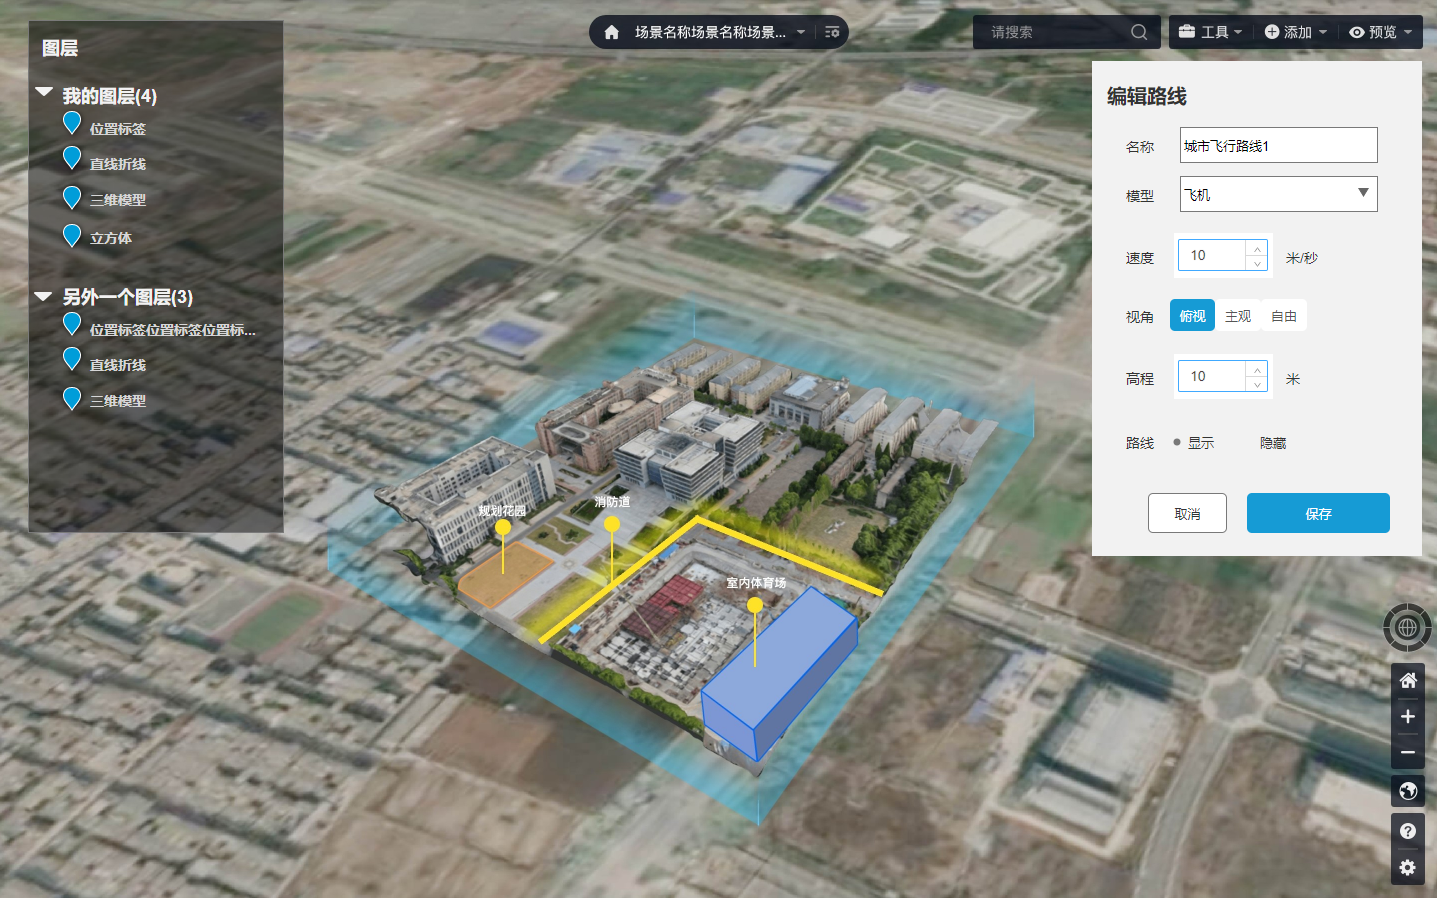 图层
我的图层(4)
位置标签
直线折线
三维模型
立方体
另外一个图层(3)
位置标签位置标签位置标...
直线折线
三维模型
场景名称场景名称场景...
请搜索
工具
添加
预览
编辑路线
名称 城市飞行路线1
模型 飞机
速度 10 米/秒
视角 俯视 主观 自由
高程 10 米
路线 显示 隐藏
取消 保存
规划花园
消防道
室内体育场